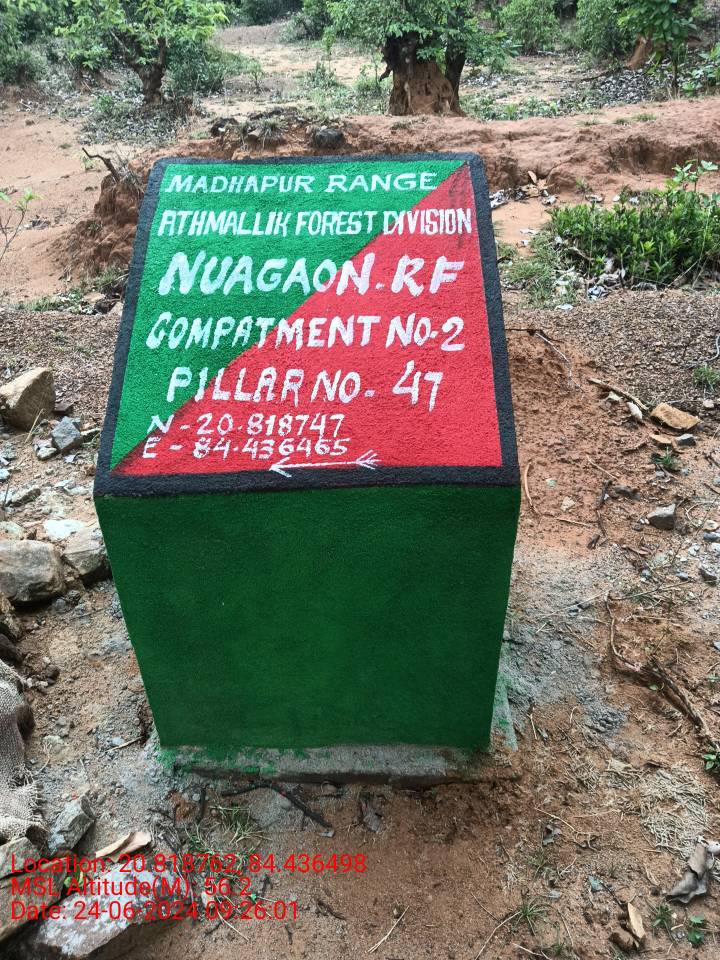 MADHAPUR RANGE
ATHMALLIK FOREST DIVISION
NUAGAON. RF
COMPATMENT NO-2
PILLAR NO- 47
N - 20.818747
E - 84.436465
Location: 20.818762, 84.436498
MSL Altitude(M): 56.2
Date: 24-06-2024 09:26:01